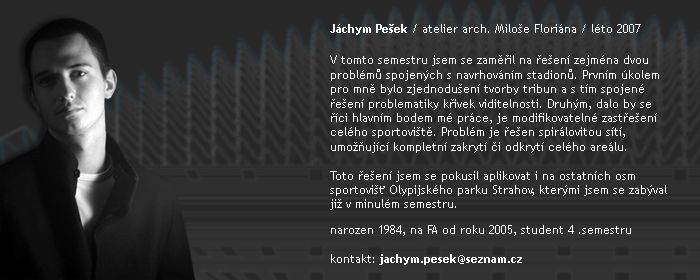 Jáchym Pešek / atelier arch. Miloše Floriána / léto 2007
V tomto semestru jsem se zaměřil na řešení zejména dvou
problémů spojených s navrhováním stadionů. Prvním úkolem
pro mně bylo zjednodušení tvorby tribun a s tím spojené
řešení problematiky křivek viditelnosti. Druhým, dalo by se
říci hlavním bodem mé práce, je modifikovatelné zastřešení
celého sportoviště. Problém je řešen spirálovitou sítí,
umožňující kompletní zakrytí či odkrytí celého areálu.
Toto řešení jsem se pokusil aplikovat i na ostatních osm
sportovišť Olypijského parku Strahov, kterými jsem se zabýval
již v minulém semestru.
narozen 1984, na FA od roku 2005, student 4 .semestru
kontakt: jachym.pesek@seznam.cz